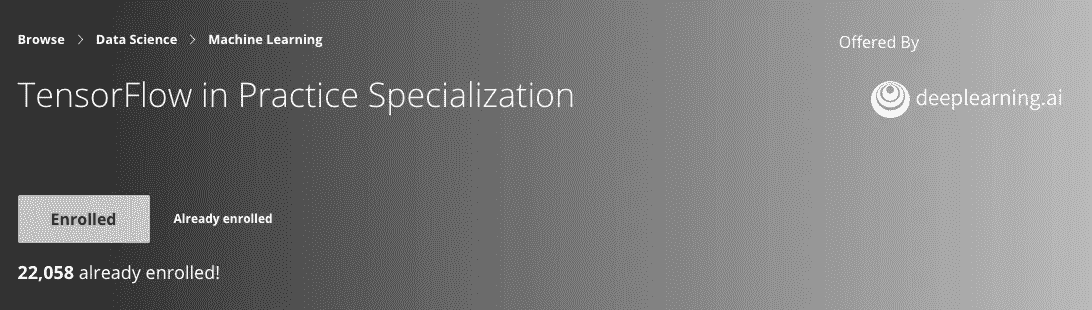 Browse > Data Science > Machine Learning
Offered By
TensorFlow in Practice Specialization
deeplearning.ai
Enrolled
Already enrolled
22,058 already enrolled!